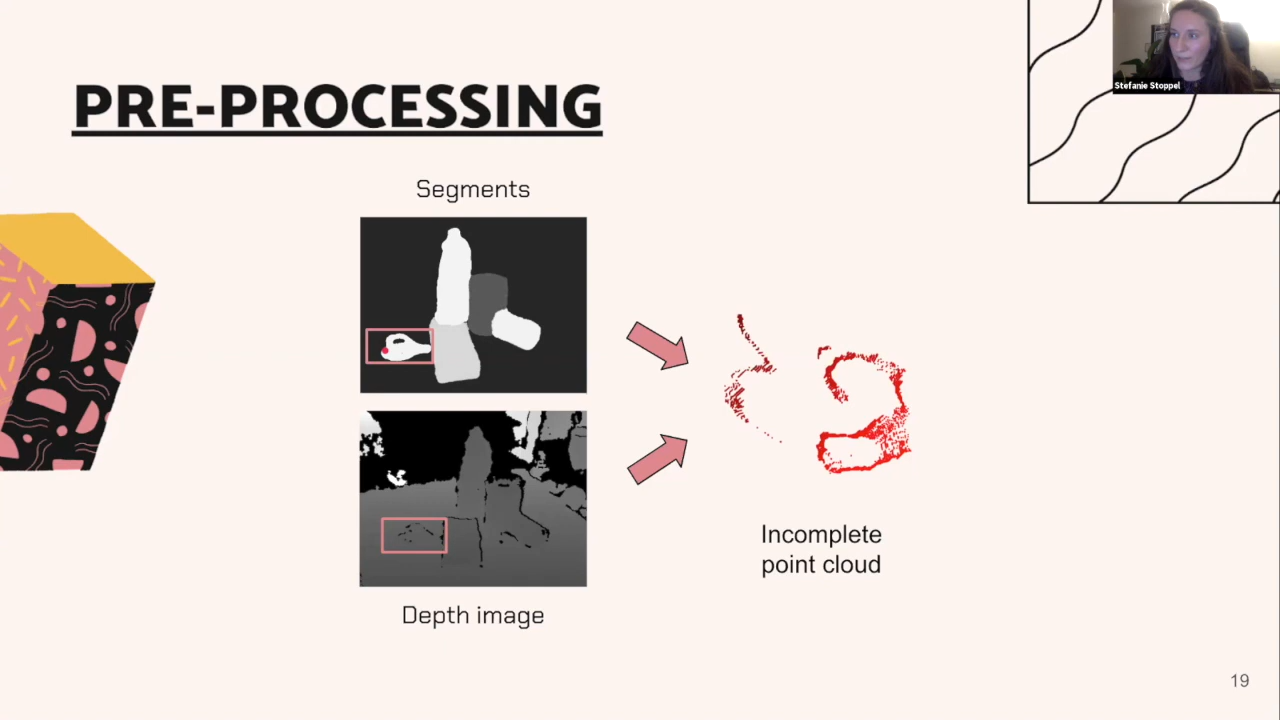 PRE-PROCESSING
Stefanie Stoppel
Segments
Incomplete
point cloud
Depth image
19